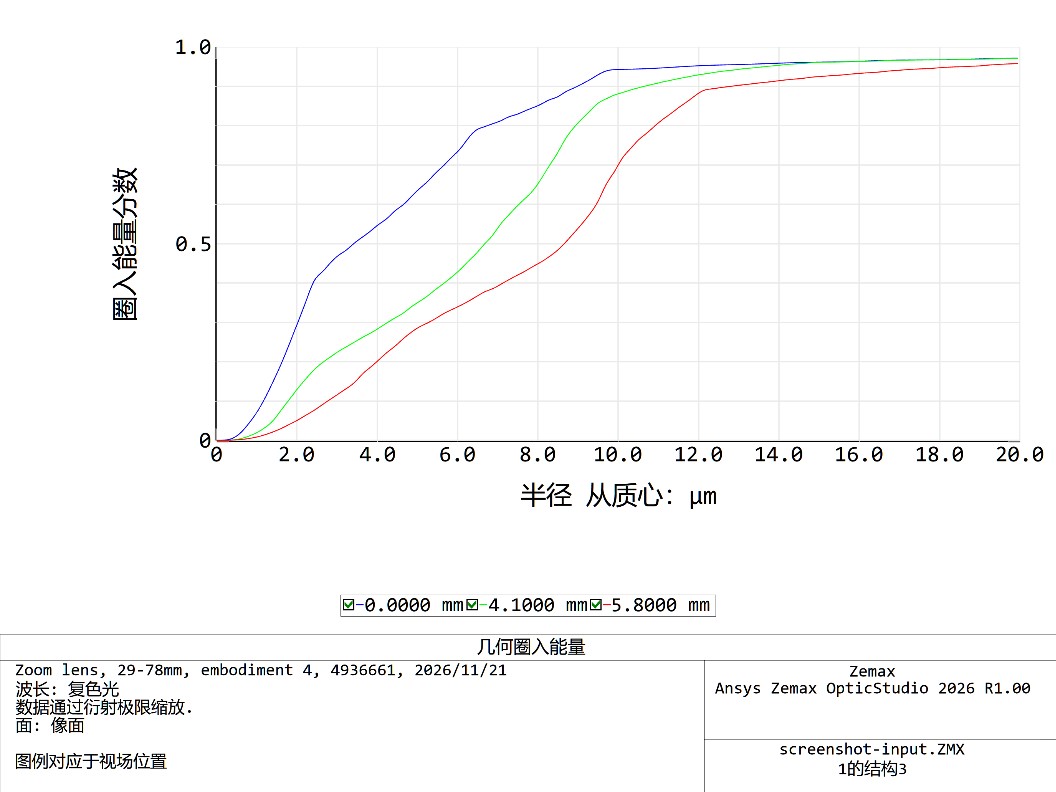 1.0
0.5
0
圈入能量分数
0 2.0 4.0 6.0 8.0 10.0 12.0 14.0 16.0 18.0 20.0
半径 从质心: μm
0.0000 mm 4.1000 mm 5.8000 mm
几何圈入能量
Zoom lens, 29-78mm, embodiment 4, 4936661, 2026/11/21
波长: 复色光
数据通过衍射极限缩放.
面: 像面
图例对应于视场位置
Zemax
Ansys Zemax OpticStudio 2026 R1.00
screenshot-input.ZMX
1的结构3